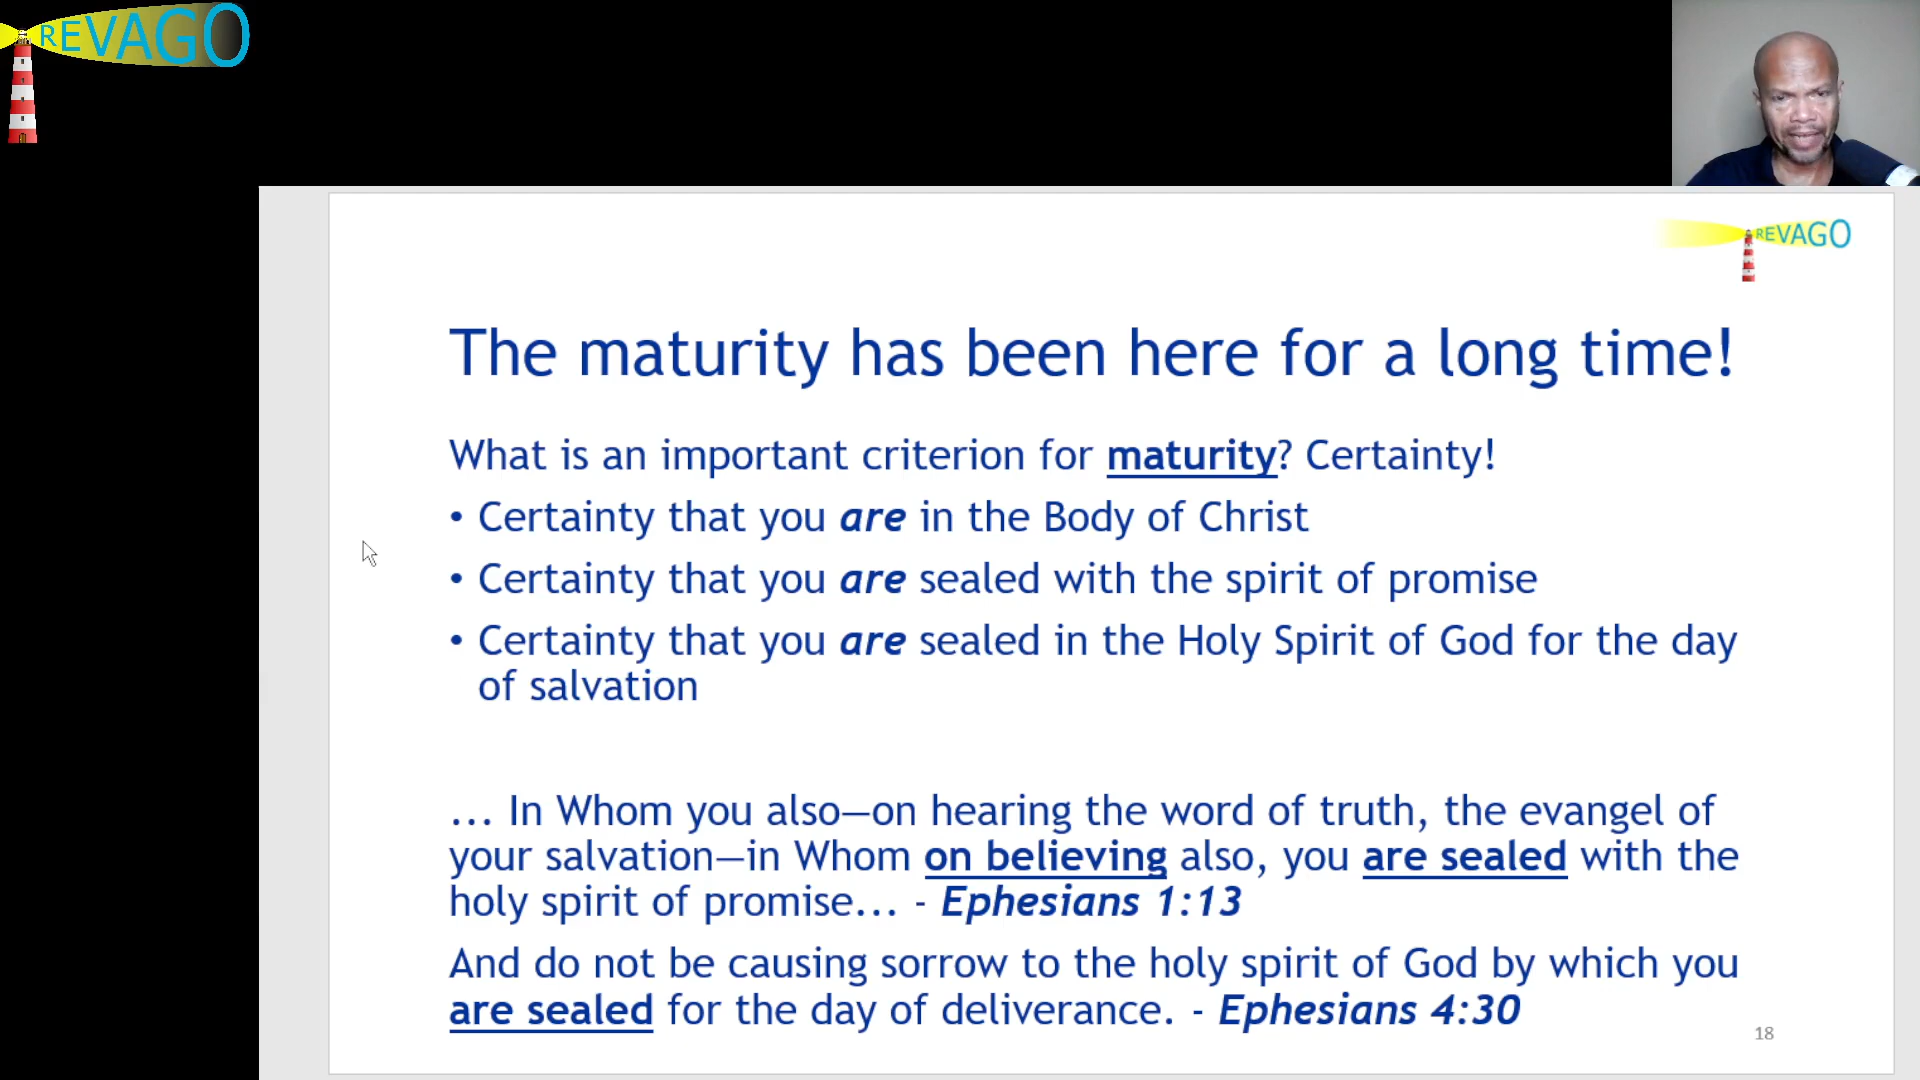 REVAGO
REVAGO
The maturity has been here for a long time!
What is an important criterion for maturity? Certainty!
• Certainty that you are in the Body of Christ
• Certainty that you are sealed with the spirit of promise
• Certainty that you are sealed in the Holy Spirit of God for the day
of salvation
... In Whom you also—on hearing the word of truth, the evangel of
your salvation—in Whom on believing also, you are sealed with the
holy spirit of promise... - Ephesians 1:13
And do not be causing sorrow to the holy spirit of God by which you
are sealed for the day of deliverance. - Ephesians 4:30
18